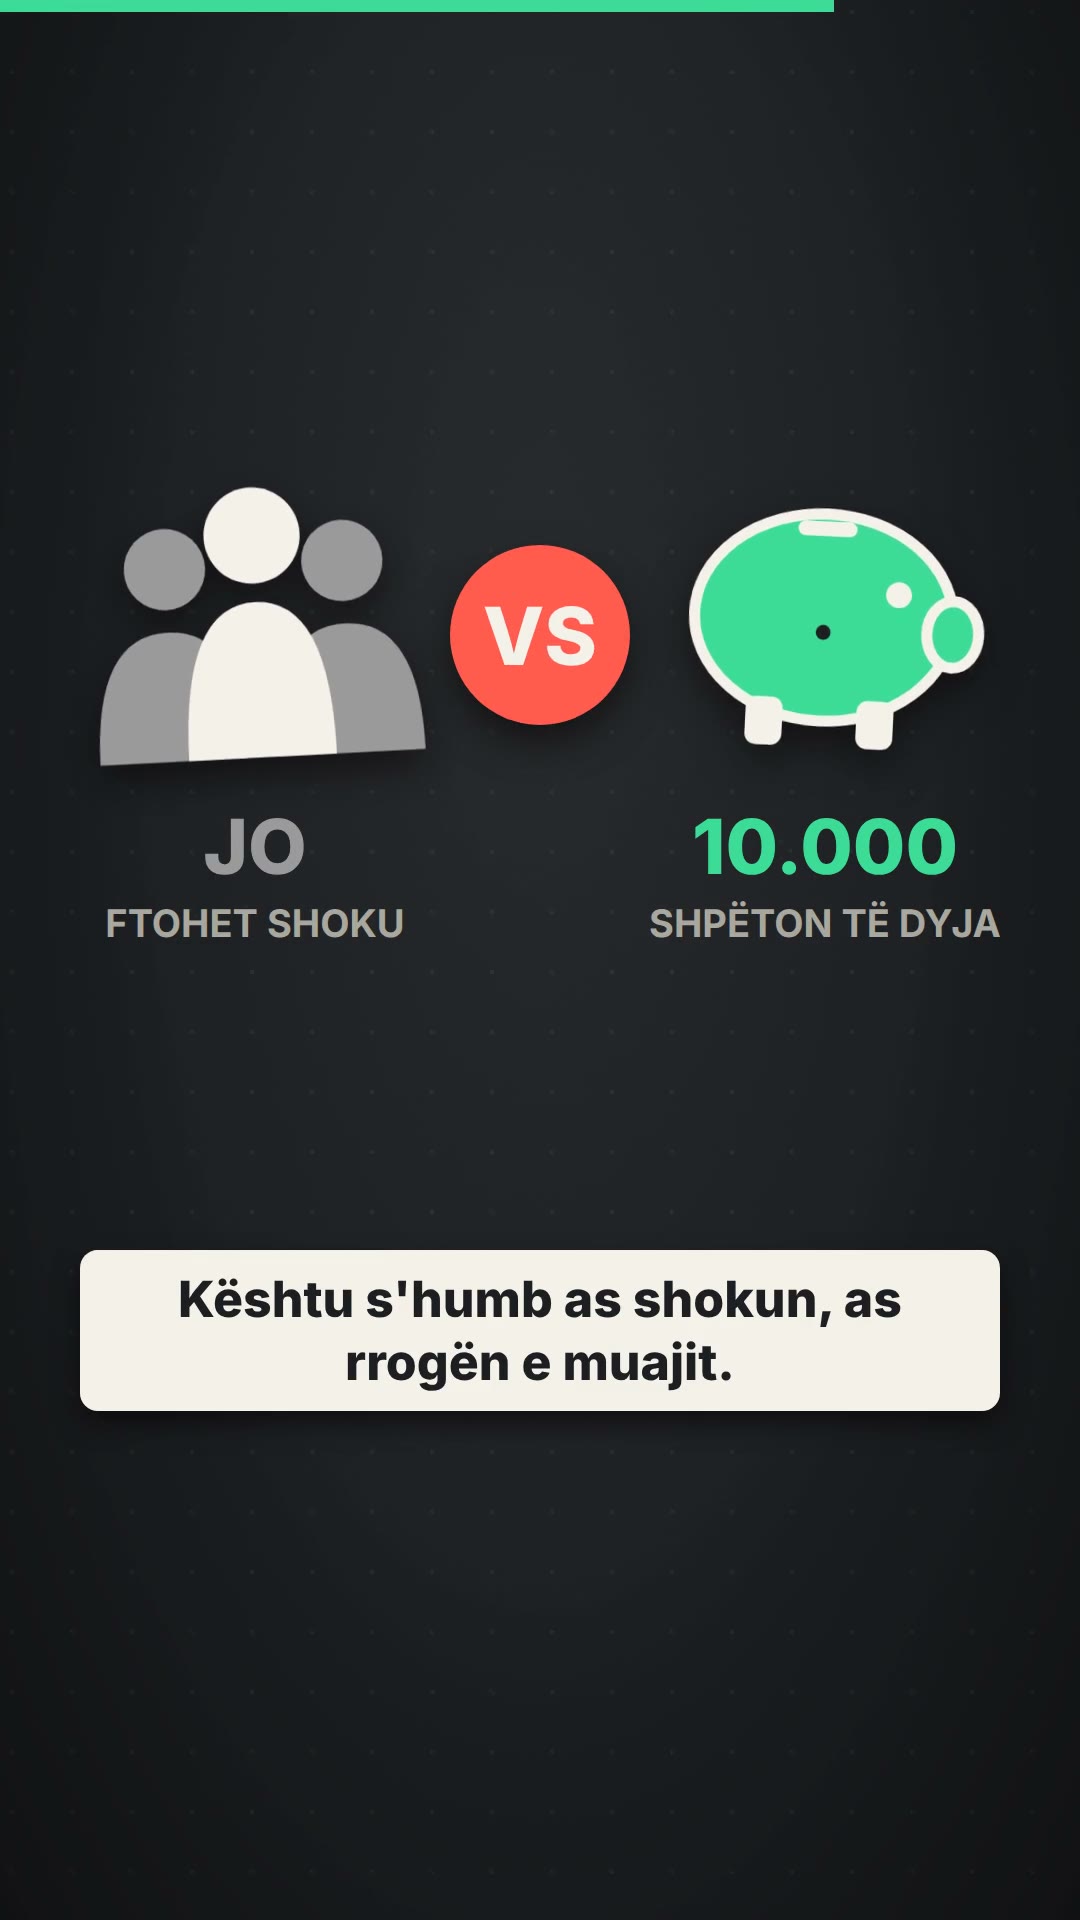 VS
JO
FTOHET SHOKU
10.000
SHPËTON TË DYJA
Kështu s'humb as shokun, as
rrogën e muajit.